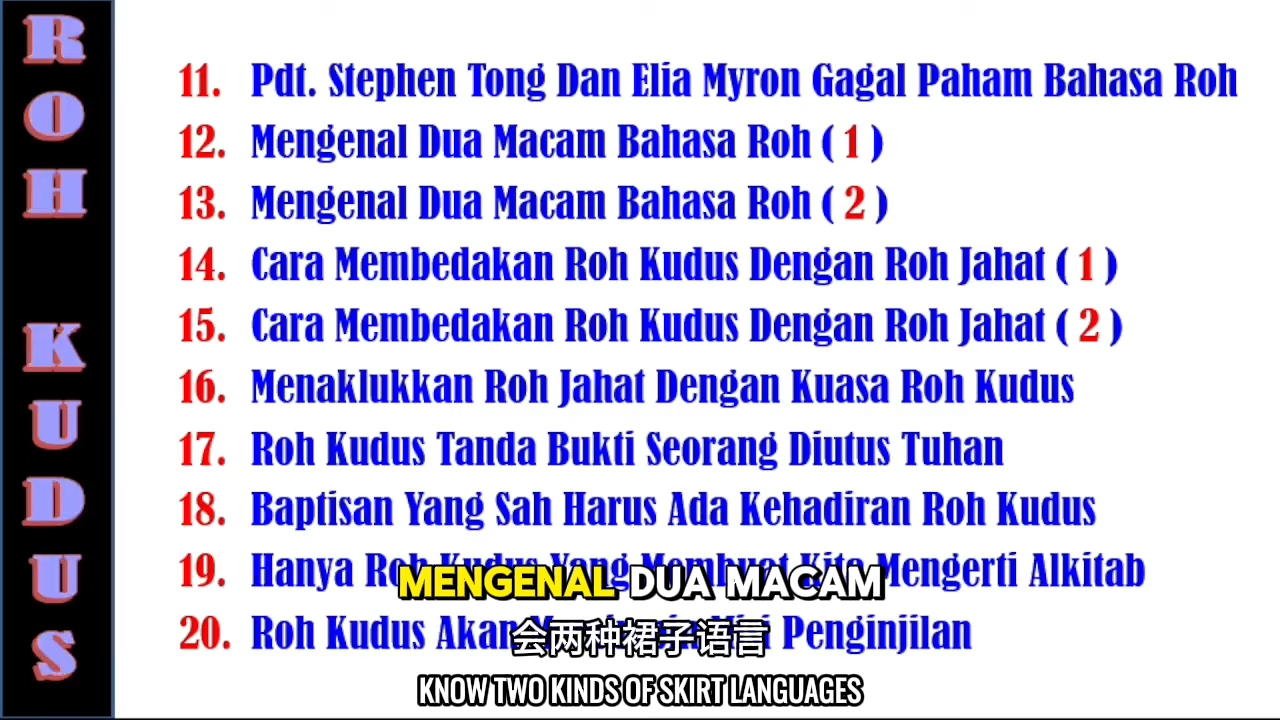 ROH KUDUS
11. Pdt. Stephen Tong Dan Elia Myron Gagal Paham Bahasa Roh
12. Mengenal Dua Macam Bahasa Roh ( 1 )
13. Mengenal Dua Macam Bahasa Roh ( 2 )
14. Cara Membedakan Roh Kudus Dengan Roh Jahat ( 1 )
15. Cara Membedakan Roh Kudus Dengan Roh Jahat ( 2 )
16. Menaklukkan Roh Jahat Dengan Kuasa Roh Kudus
17. Roh Kudus Tanda Bukti Seorang Diutus Tuhan
18. Baptisan Yang Sah Harus Ada Kehadiran Roh Kudus
19. Hanya Roh Kudus Yang Membuat Kita Mengerti Alkitab
MENGENAL DUA MACAM
20. Roh Kudus Akan Penginjilan
会两种裙子语言
KNOW TWO KINDS OF SKIRT LANGUAGES